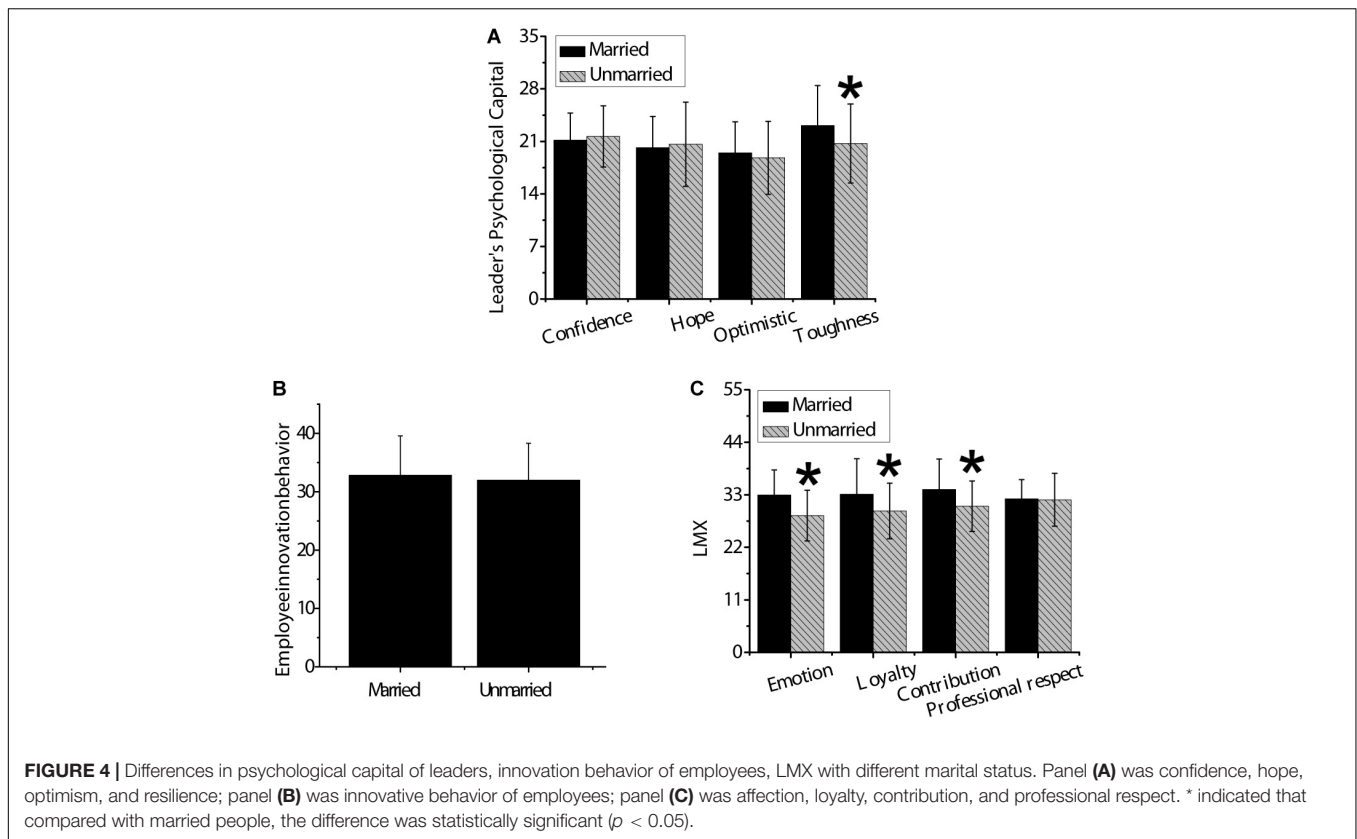 A
35
28
21
14
7
0
Leader's Psychological Capital
Married
Unmarried
*
Confidence
Hope
Optimistic
Toughness
B
40
30
20
10
0
Employeeinnovationbehavior
Married
Unmarried
C
55
44
33
22
11
0
LMX
Married
Unmarried
* * *
Emotion
Loyalty
Contribution
Professional respect
FIGURE 4 | Differences in psychological capital of leaders, innovation behavior of employees, LMX with different marital status. Panel (A) was confidence, hope,
optimism, and resilience; panel (B) was innovative behavior of employees; panel (C) was affection, loyalty, contribution, and professional respect. * indicated that
compared with married people, the difference was statistically significant (p < 0.05).